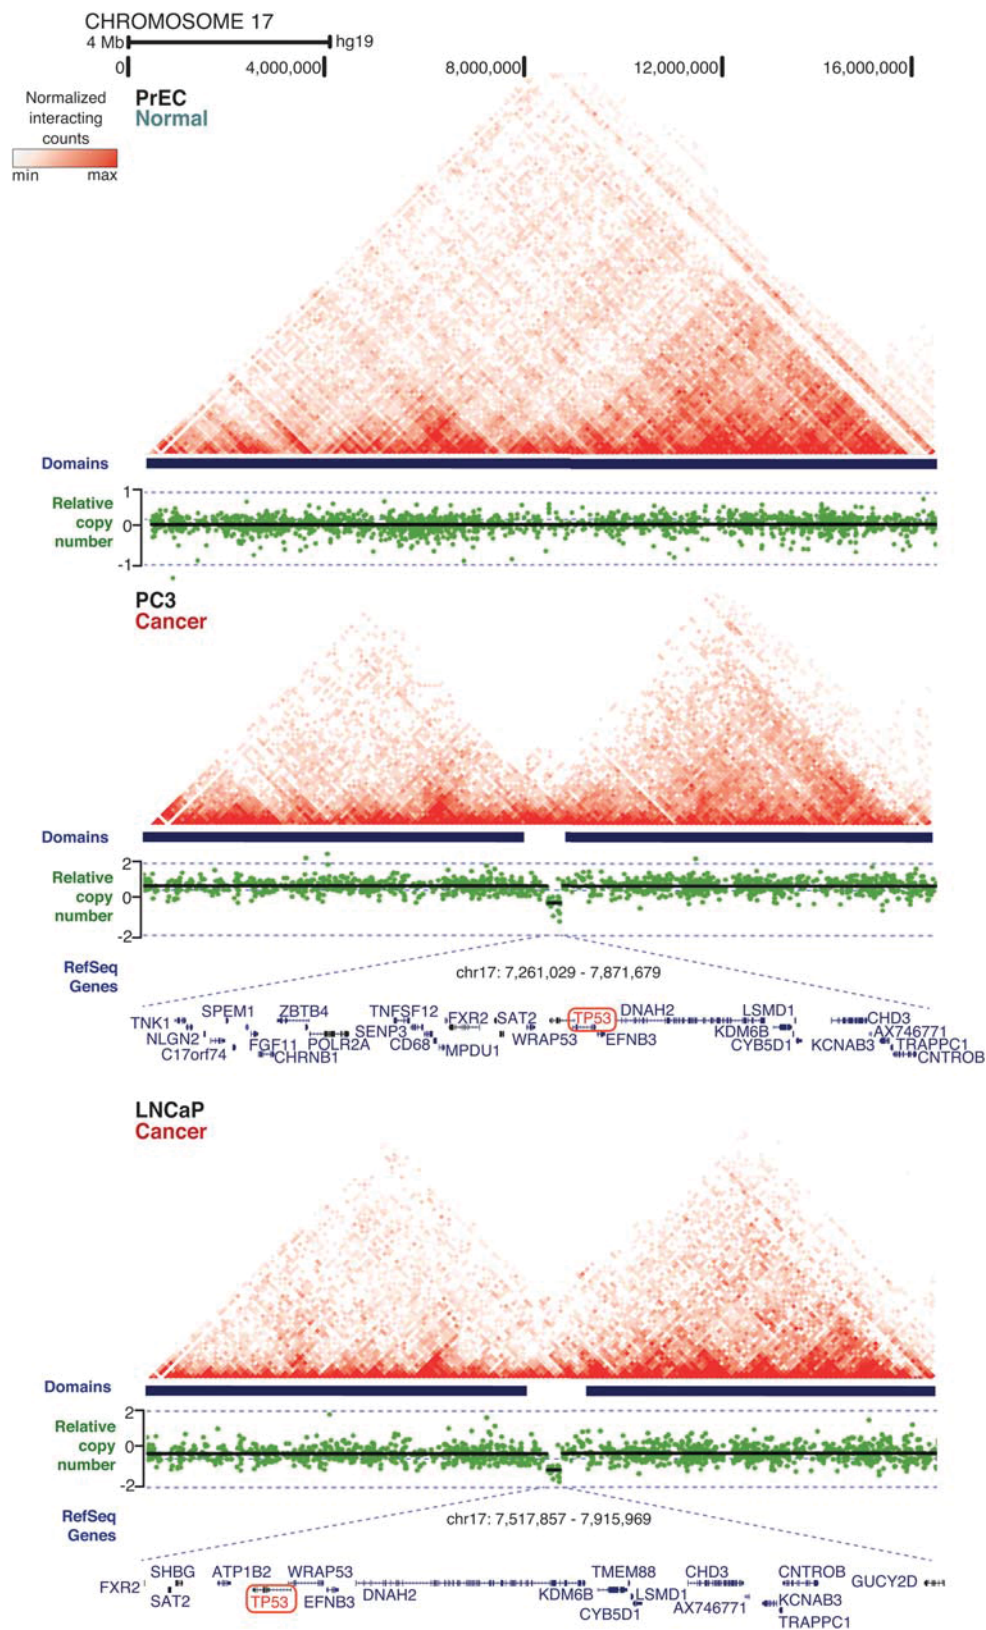 CHROMOSOME 17
4 Mb hg19
0 4,000,000 8,000,000 12,000,000 16,000,000
Normalized
interacting
counts
min max
PrEC
Normal
Domains
Relative
copy
number
1
0
-1
PC3
Cancer
Domains
Relative
copy
number
2
0
-2
RefSeq
Genes
chr17: 7,261,029 - 7,871,679
SPEM1 ZBTB4 TNFSF12 FXR2 SAT2 TP53 DNAH2 LSMD1 CHD3
TNK1 NLGN2 FGF11 POLR2A SENP3 CD68 WRAP53 EFNB3 KDM6B CYB5D1 KCNAB3 AX746771 TRAPPC1
C17orf74 CHRNB1 MPDU1 CNTROB
LNCaP
Cancer
Domains
Relative
copy
number
2
0
-2
RefSeq
Genes
chr17: 7,517,857 - 7,915,969
SHBG ATP1B2 WRAP53 TMEM88 CHD3 CNTROB GUCY2D
FXR2 SAT2 TP53 EFNB3 DNAH2 KDM6B LSMD1 AX746771 KCNAB3
CYB5D1 TRAPPC1